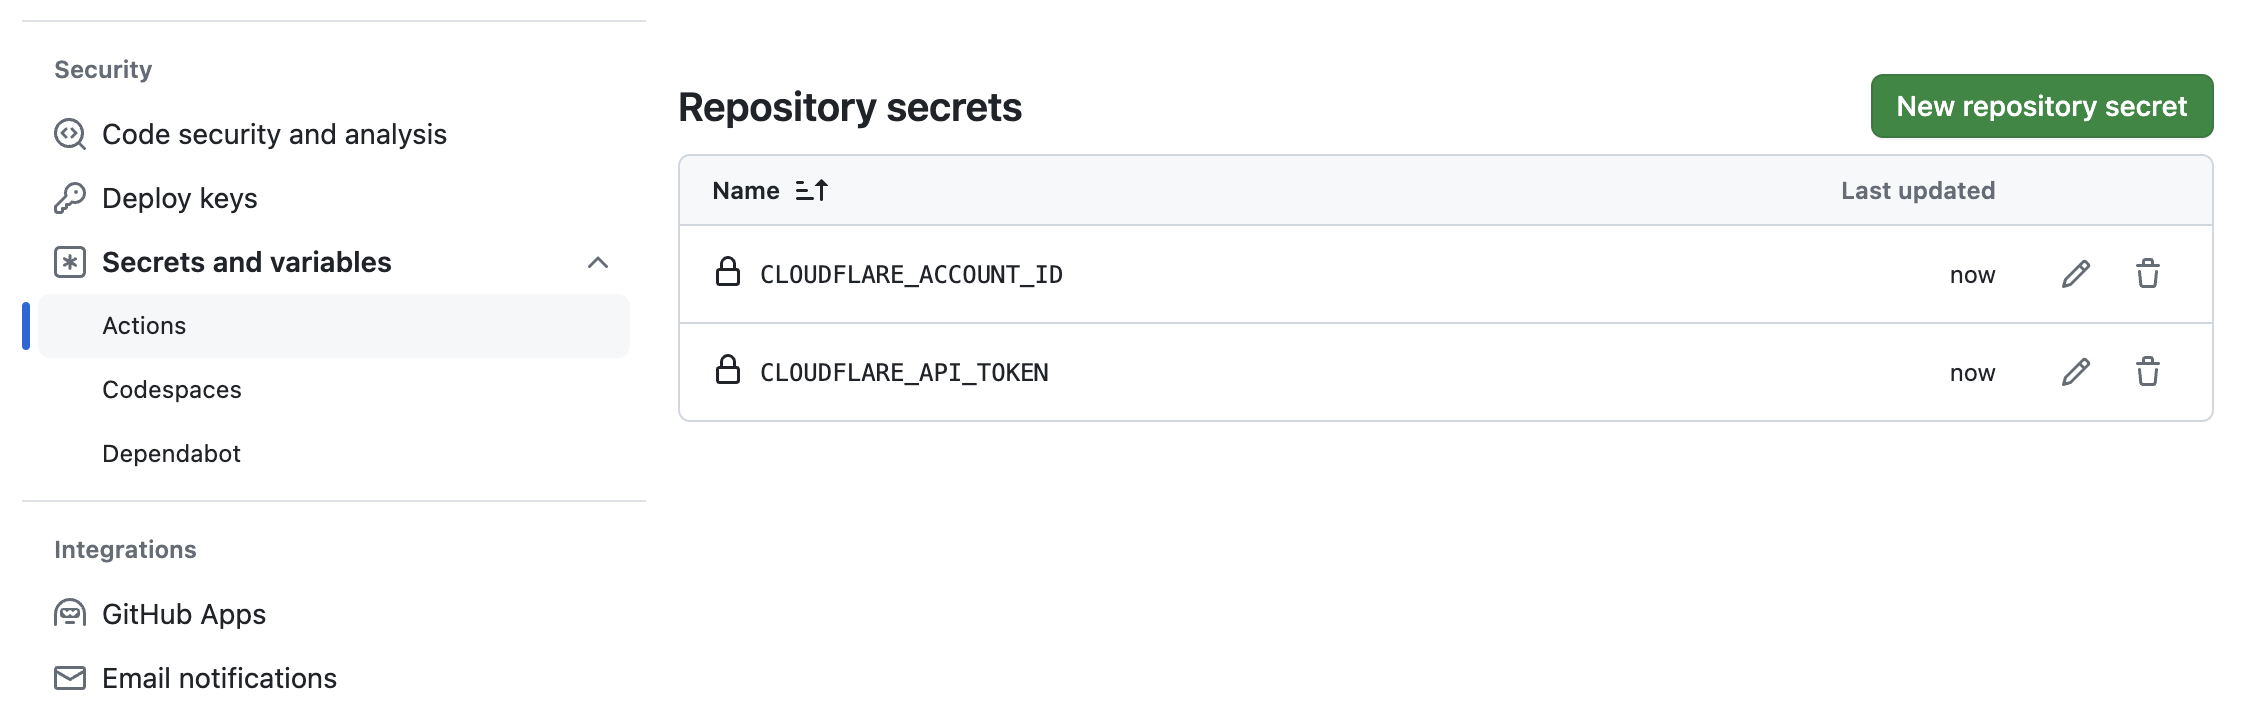 Security
Code security and analysis
Deploy keys
Secrets and variables
Actions
Codespaces
Dependabot
Integrations
GitHub Apps
Email notifications
Repository secrets
New repository secret
Name Last updated
CLOUDFLARE_ACCOUNT_ID now
CLOUDFLARE_API_TOKEN now